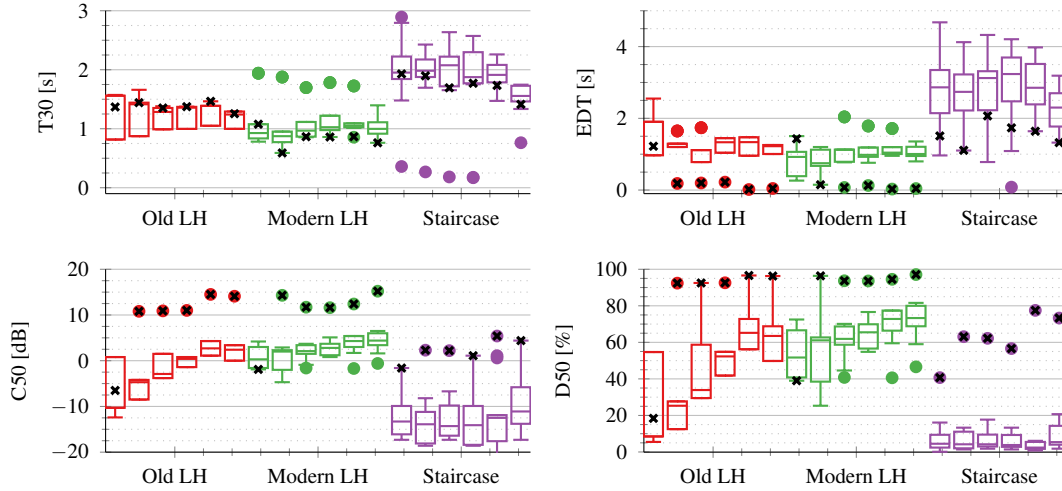 3
2
1
0
T30 [s]
Old LH
Modern LH
Staircase
4
2
0
EDT [s]
Old LH
Modern LH
Staircase
20
10
0
−10
−20
C50 [dB]
Old LH
Modern LH
Staircase
100
80
60
40
20
0
D50 [%]
Old LH
Modern LH
Staircase